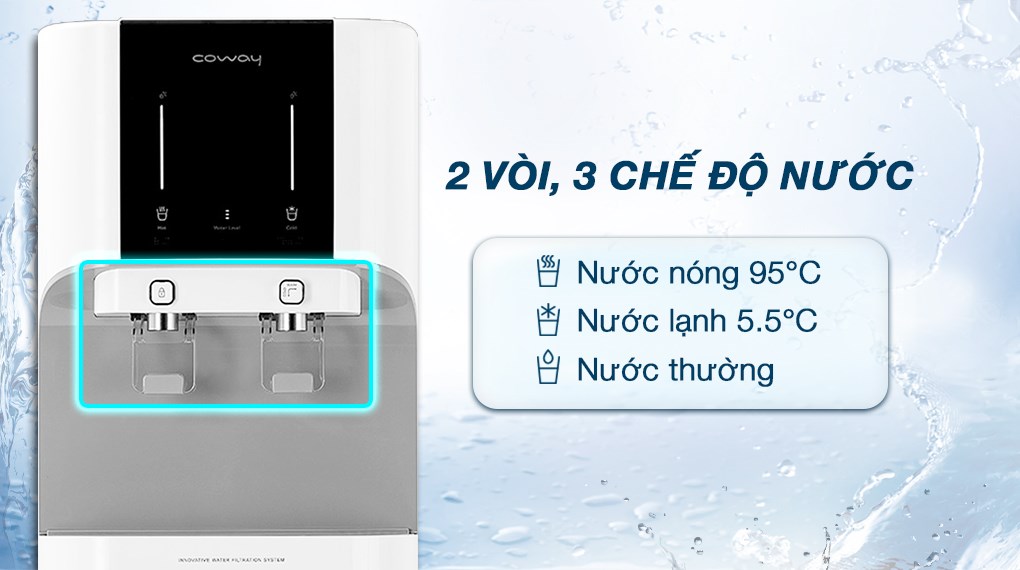 coway
Hot
Water Level
Cold
2 VÒI, 3 CHẾ ĐỘ NƯỚC
Nước nóng 95°C
Nước lạnh 5.5°C
Nước thường
INNOVATIVE WATER FILTRATION SYSTEM